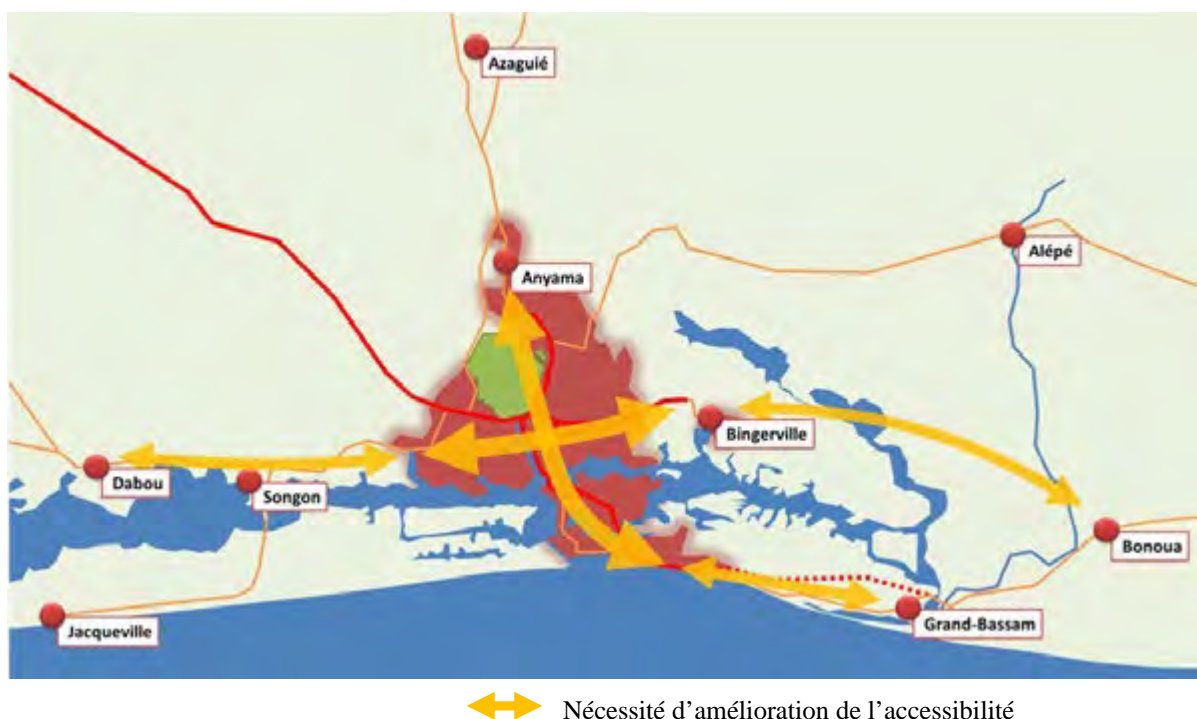 Azaguié
Alépé
Anyama
Bingerville
Dabou
Songon
Bonoua
Jacqueville
Grand-Bassam
Nécessité d’amélioration de l’accessibilité